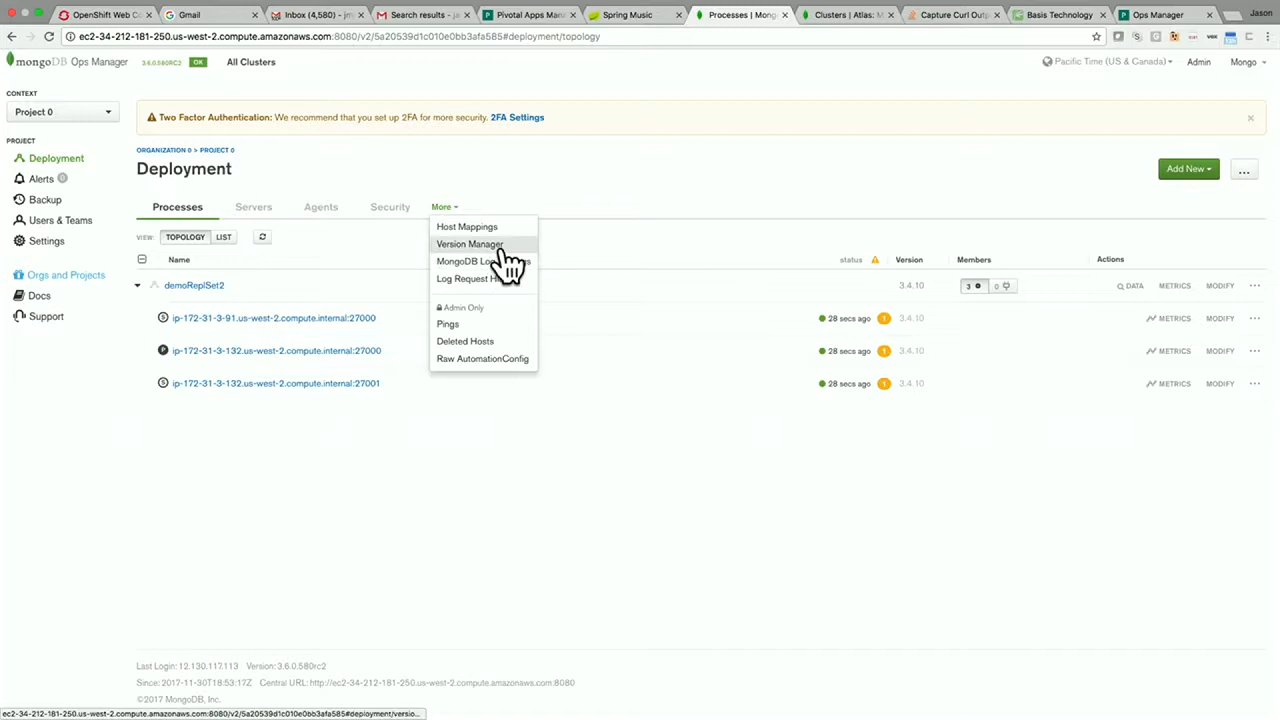 OpenShift Web C
Gmail
Inbox (4,580) - jm
Search results - j
Pivotal Apps Man
Spring Music
Processes | Mong
Clusters | Atlas: M
Capture Curl Outp
Basis Technology
Ops Manager
Jason
ec2-34-212-181-250.us-west-2.compute.amazonaws.com:8080/v2/5a20539d1c010e0bb3afa585#deployment/topology
mongoDB Ops Manager 3.6.0.580RC2 OK All Clusters Pacific Time (US & Canada) Admin Mongo
CONTEXT
Project 0
Two Factor Authentication: We recommend that you set up 2FA for more security. 2FA Settings
PROJECT
Deployment
Alerts 0
Backup
Users & Teams
Settings
Orgs and Projects
Docs
Support
ORGANIZATION 0 > PROJECT 0
Deployment
Add New
...
Processes Servers Agents Security More
Host Mappings
Version Manager
MongoDB
Log Request
Admin Only
Pings
Deleted Hosts
Raw AutomationConfig
VIEW: TOPOLOGY LIST
Name status Version Members Actions
demoReplSet2 3.4.10 3 0 DATA METRICS MODIFY ...
S ip-172-31-3-91.us-west-2.compute.internal:27000 28 secs ago 1 3.4.10 METRICS MODIFY ...
P ip-172-31-3-132.us-west-2.compute.internal:27000 28 secs ago 1 3.4.10 METRICS MODIFY ...
S ip-172-31-3-132.us-west-2.compute.internal:27001 28 secs ago 1 3.4.10 METRICS MODIFY ...
Last Login: 12.130.117.113 Version: 3.6.0.580rc2
Since: 2017-11-30T18:53:17Z Central URL: http://ec2-34-212-181-250.us-west-2.compute.amazonaws.com:8080
©2017 MongoDB, Inc.
ec2-34-212-181-250.us-west-2.compute.amazonaws.com:8080/v2/5a20539d1c010e0bb3afa585#deployment/versio...